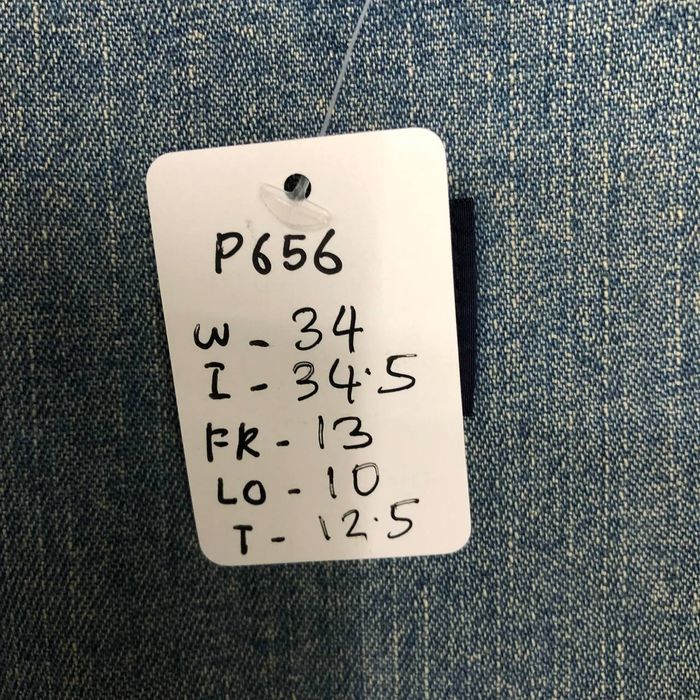 P656
W - 34
I - 34.5
FR - 13
LO - 10
T - 12.5